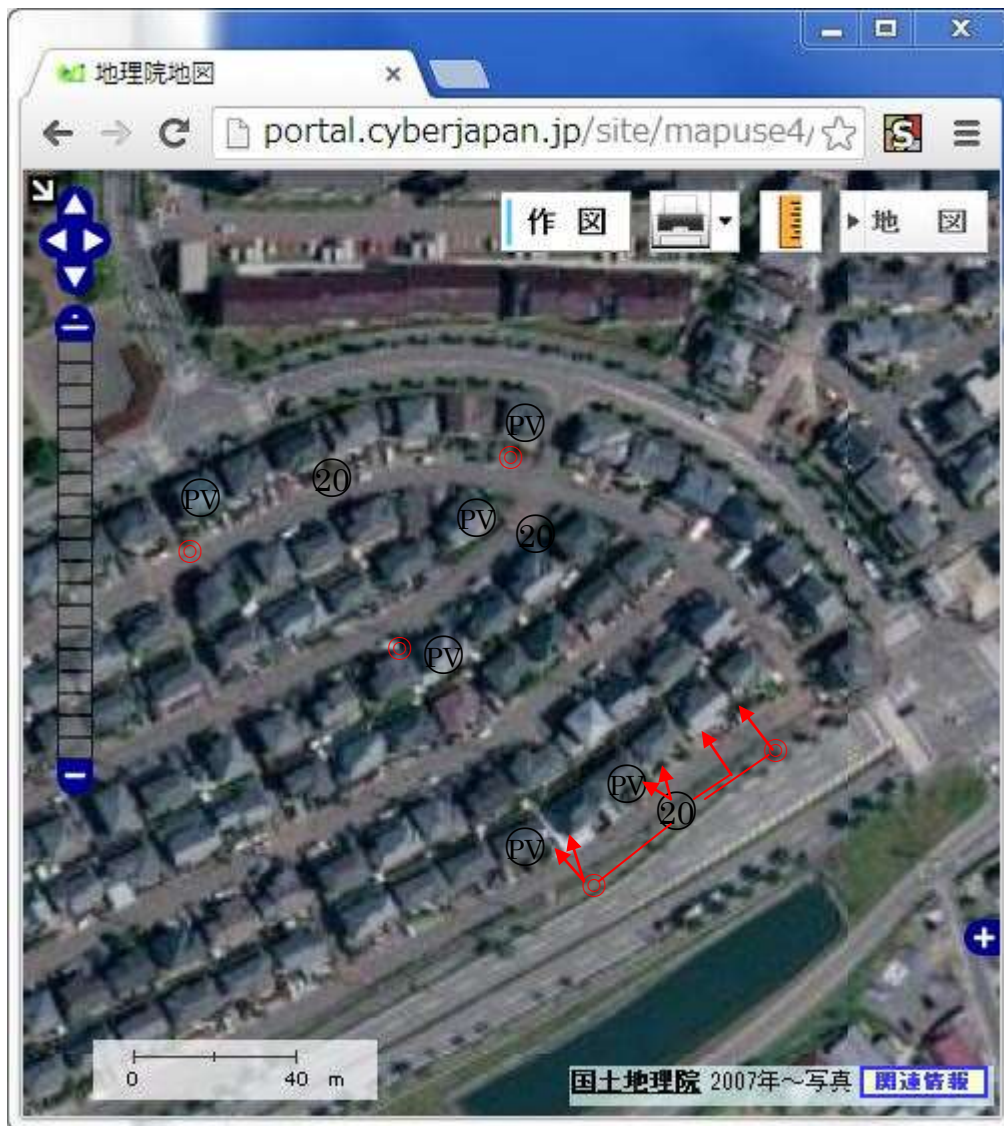 地理院地図
portal.cyberjapan.jp/site/mapuse4/
S
作 図
地 図
PV
20
PV
PV
20
PV
PV
20
PV
0 40 m
国土地理院 2007年～写真 関連情報